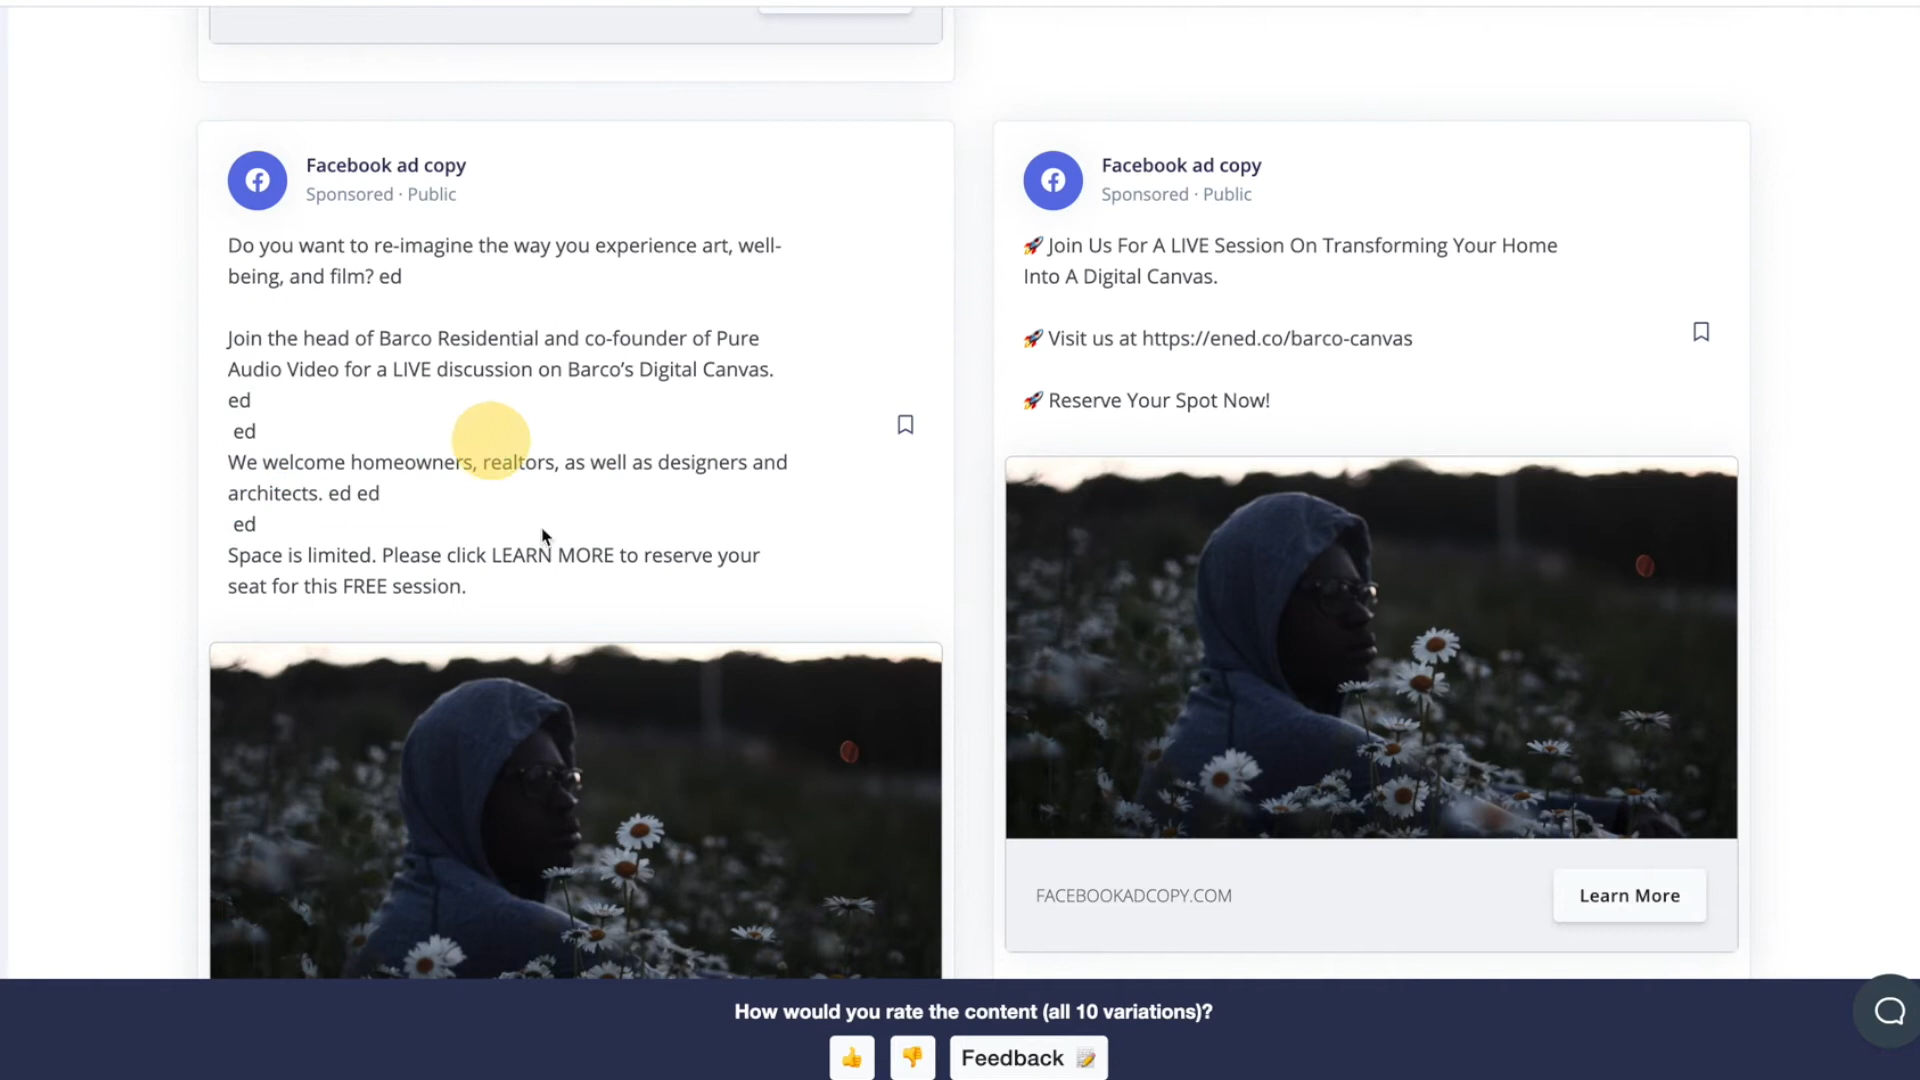 Facebook ad copy
Sponsored · Public
Do you want to re-imagine the way you experience art, well-
being, and film? ed
Join the head of Barco Residential and co-founder of Pure
Audio Video for a LIVE discussion on Barco’s Digital Canvas.
ed
ed
We welcome homeowners, realtors, as well as designers and
architects. ed ed
ed
Space is limited. Please click LEARN MORE to reserve your
seat for this FREE session.
Facebook ad copy
Sponsored · Public
🚀 Join Us For A LIVE Session On Transforming Your Home
Into A Digital Canvas.
🚀 Visit us at https://ened.co/barco-canvas
🚀 Reserve Your Spot Now!
FACEBOOKADCOPY.COM
Learn More
How would you rate the content (all 10 variations)?
Feedback